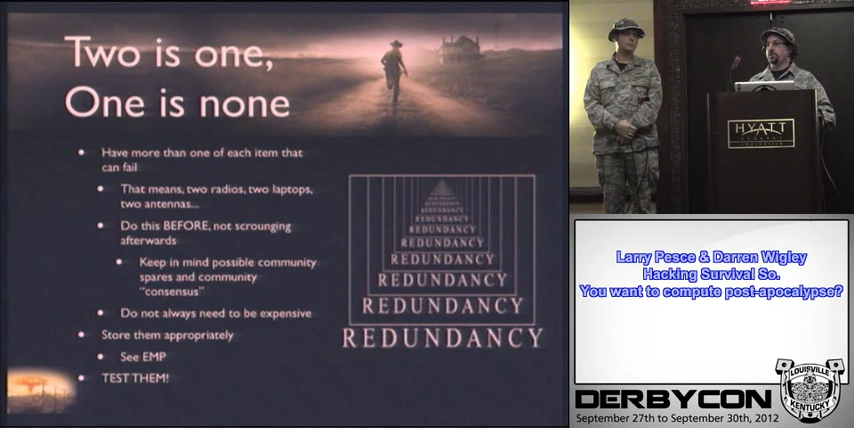 Two is one,
One is none
Have more than one of each item that
can fail
That means, two radios, two laptops,
two antennas...
Do this BEFORE, not scrounging
afterwards
Keep in mind possible community
spares and community
"consensus"
Do not always need to be expensive
Store them appropriately
See EMP
TEST THEM!
REDUNDANCY
REDUNDANCY
REDUNDANCY
REDUNDANCY
REDUNDANCY
REDUNDANCY
REDUNDANCY
REDUNDANCY
HYATT
Larry Pesce & Darren Wigley
Hacking Survival So.
You want to compute post-apocalypse?
DERBYCON
LOUISVILLE
KENTUCKY
September 27th to September 30th, 2012